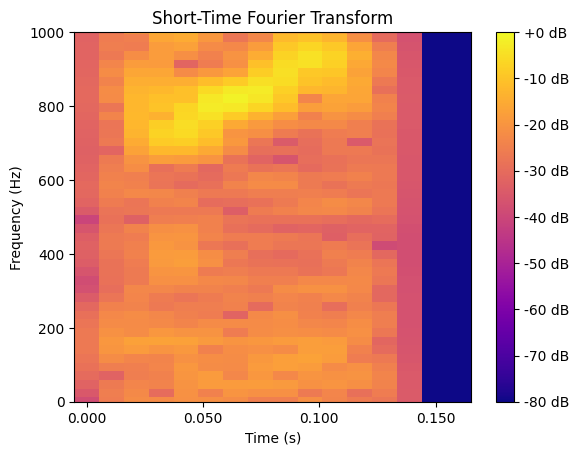 Short-Time Fourier Transform
1000
800
600
400
200
0
Frequency (Hz)
0.000
0.050
0.100
0.150
Time (s)
+0 dB
-10 dB
-20 dB
-30 dB
-40 dB
-50 dB
-60 dB
-70 dB
-80 dB